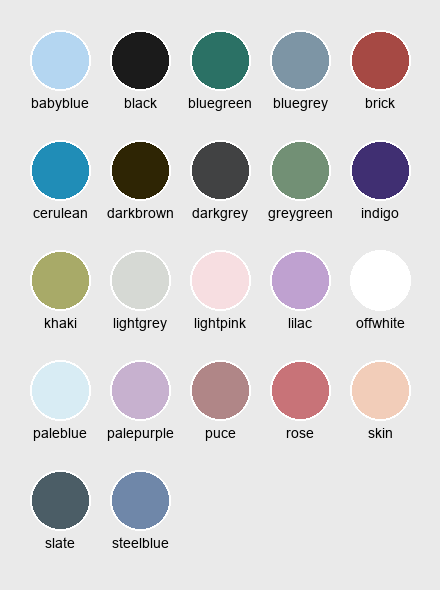 babyblue black bluegreen bluegrey brick
cerulean darkbrown darkgrey greygreen indigo
khaki lightgrey lightpink lilac offwhite
paleblue palepurple puce rose skin
slate steelblue